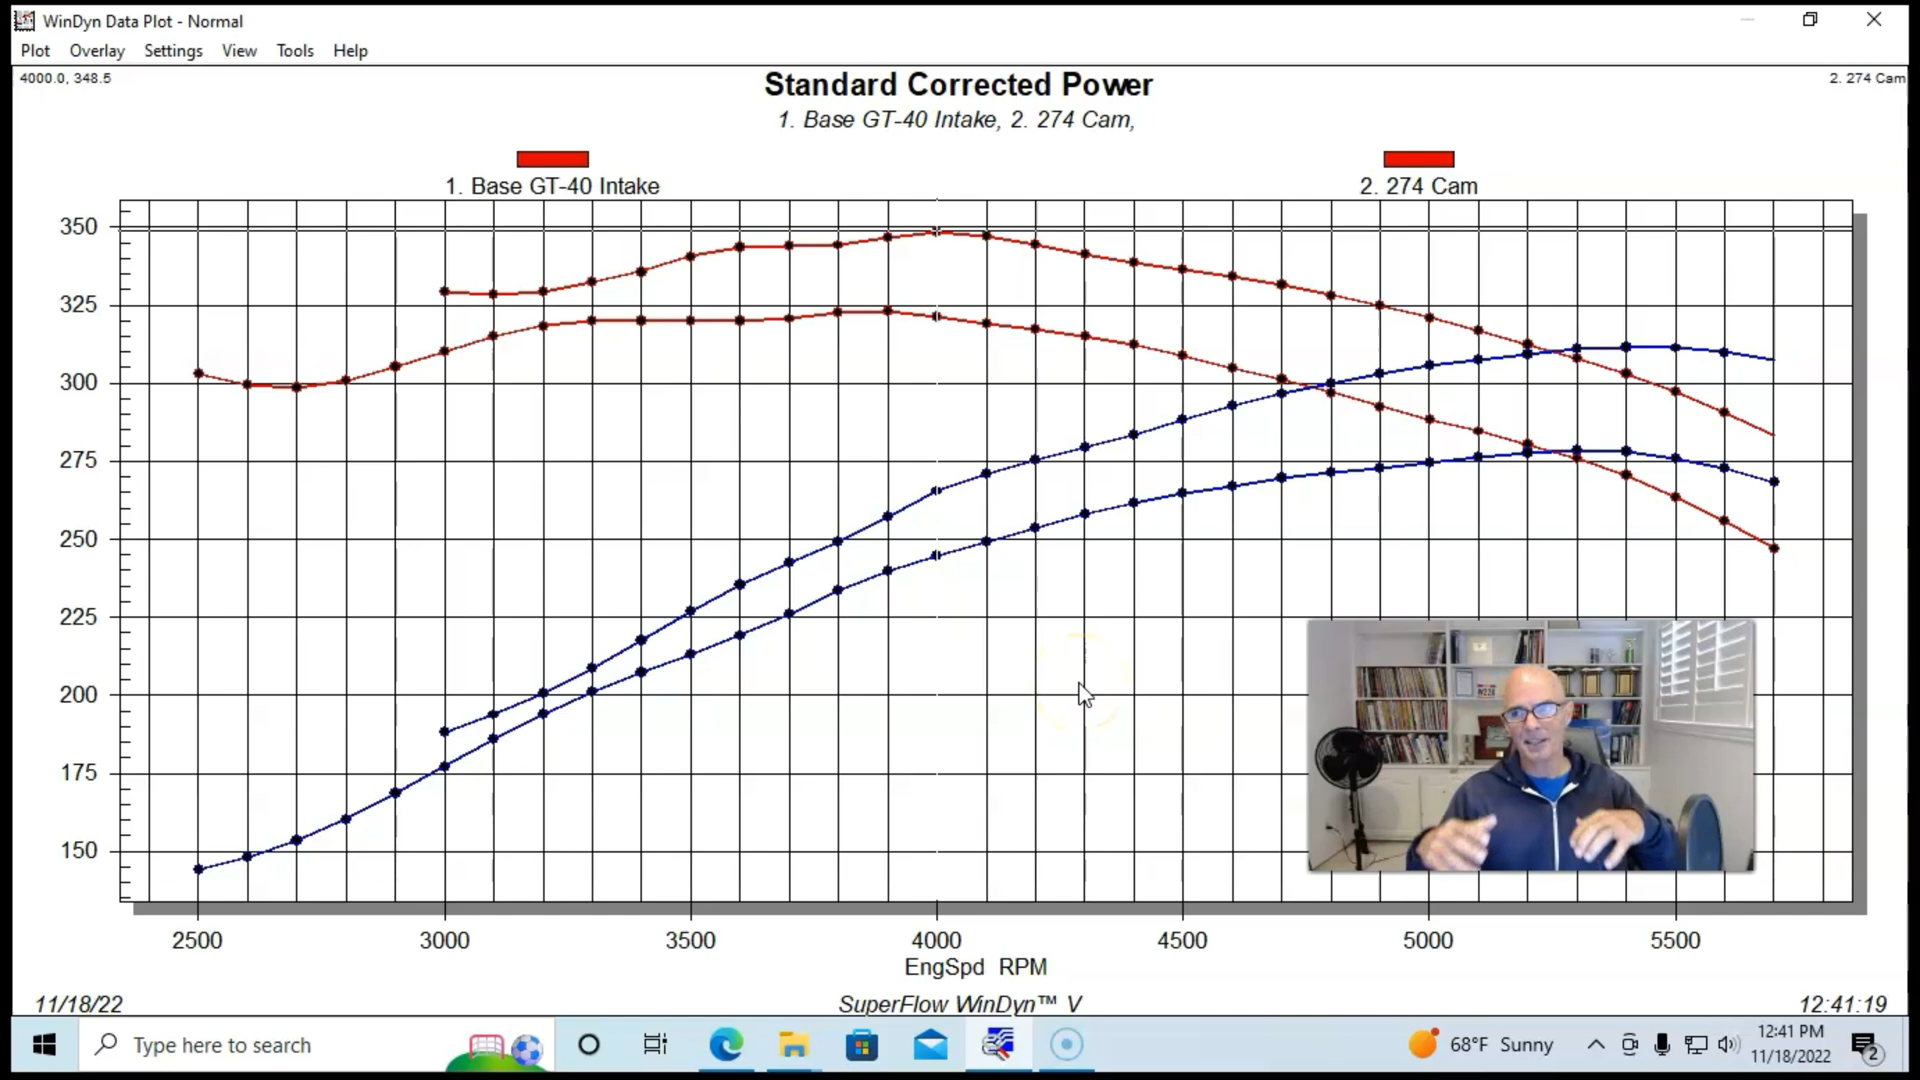 WinDyn Data Plot - Normal
Plot Overlay Settings View Tools Help
4000.0, 348.5
2. 274 Cam
Standard Corrected Power
1. Base GT-40 Intake, 2. 274 Cam,
1. Base GT-40 Intake
2. 274 Cam
350
325
300
275
250
225
200
175
150
2500 3000 3500 4000 4500 5000 5500
EngSpd RPM
11/18/22
SuperFlow WinDyn™ V
12:41:19
Type here to search
68°F Sunny
12:41 PM
11/18/2022
2